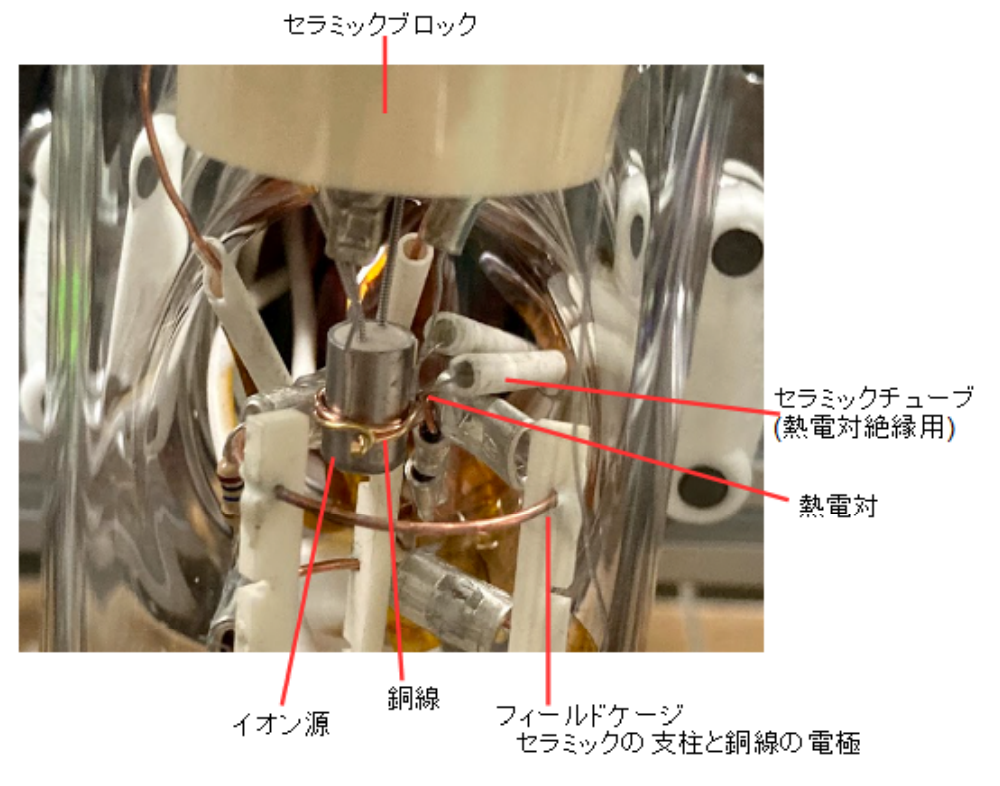 セラミックブロック
セラミックチューブ
(熱電対絶縁用)
熱電対
イオン源
銅線
フィールドケージ
セラミックの支柱と銅線の電極